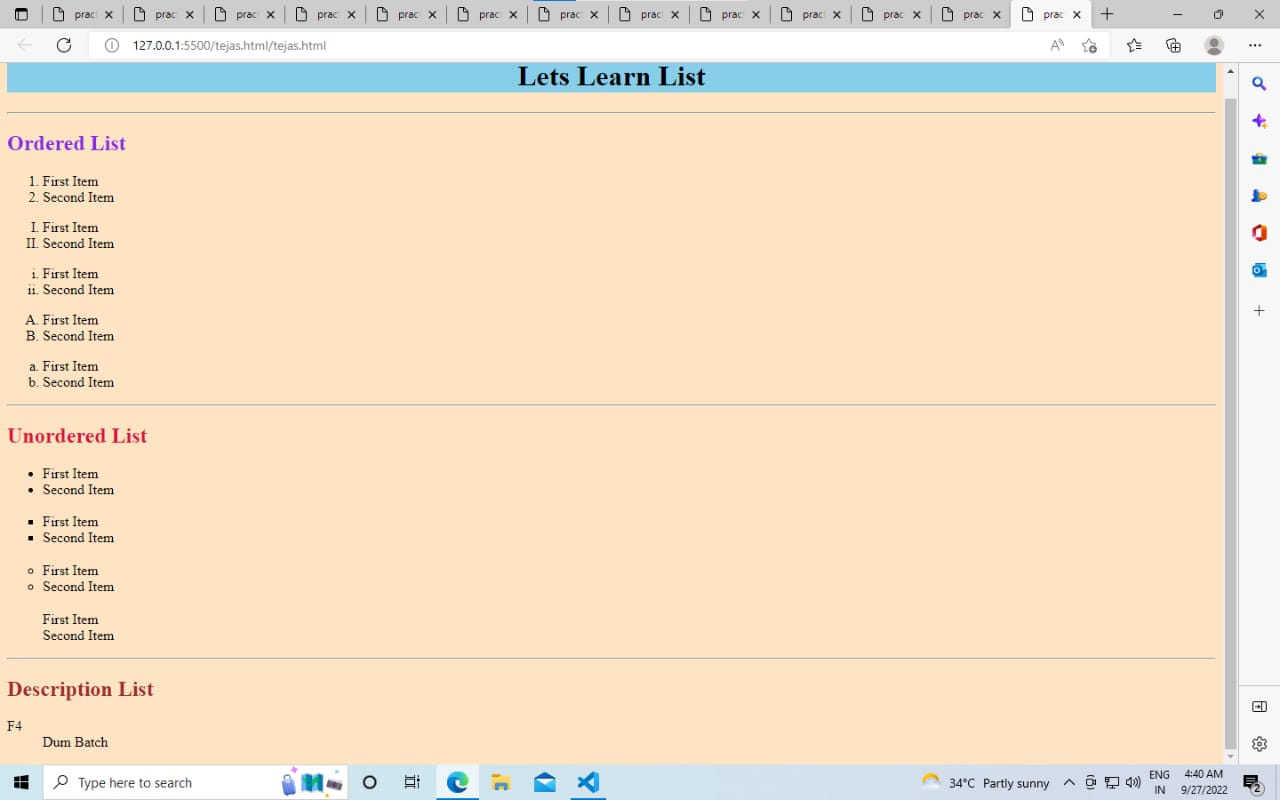 prac
prac
prac
prac
prac
prac
prac
prac
prac
prac
prac
prac
prac
127.0.0.1:5500/tejas.html/tejas.html
Lets Learn List
Ordered List
1. First Item
2. Second Item
I. First Item
II. Second Item
i. First Item
ii. Second Item
A. First Item
B. Second Item
a. First Item
b. Second Item
Unordered List
• First Item
• Second Item
▪ First Item
▪ Second Item
◦ First Item
◦ Second Item
First Item
Second Item
Description List
F4
Dum Batch
Type here to search
34°C Partly sunny
ENG
IN
4:40 AM
9/27/2022
2